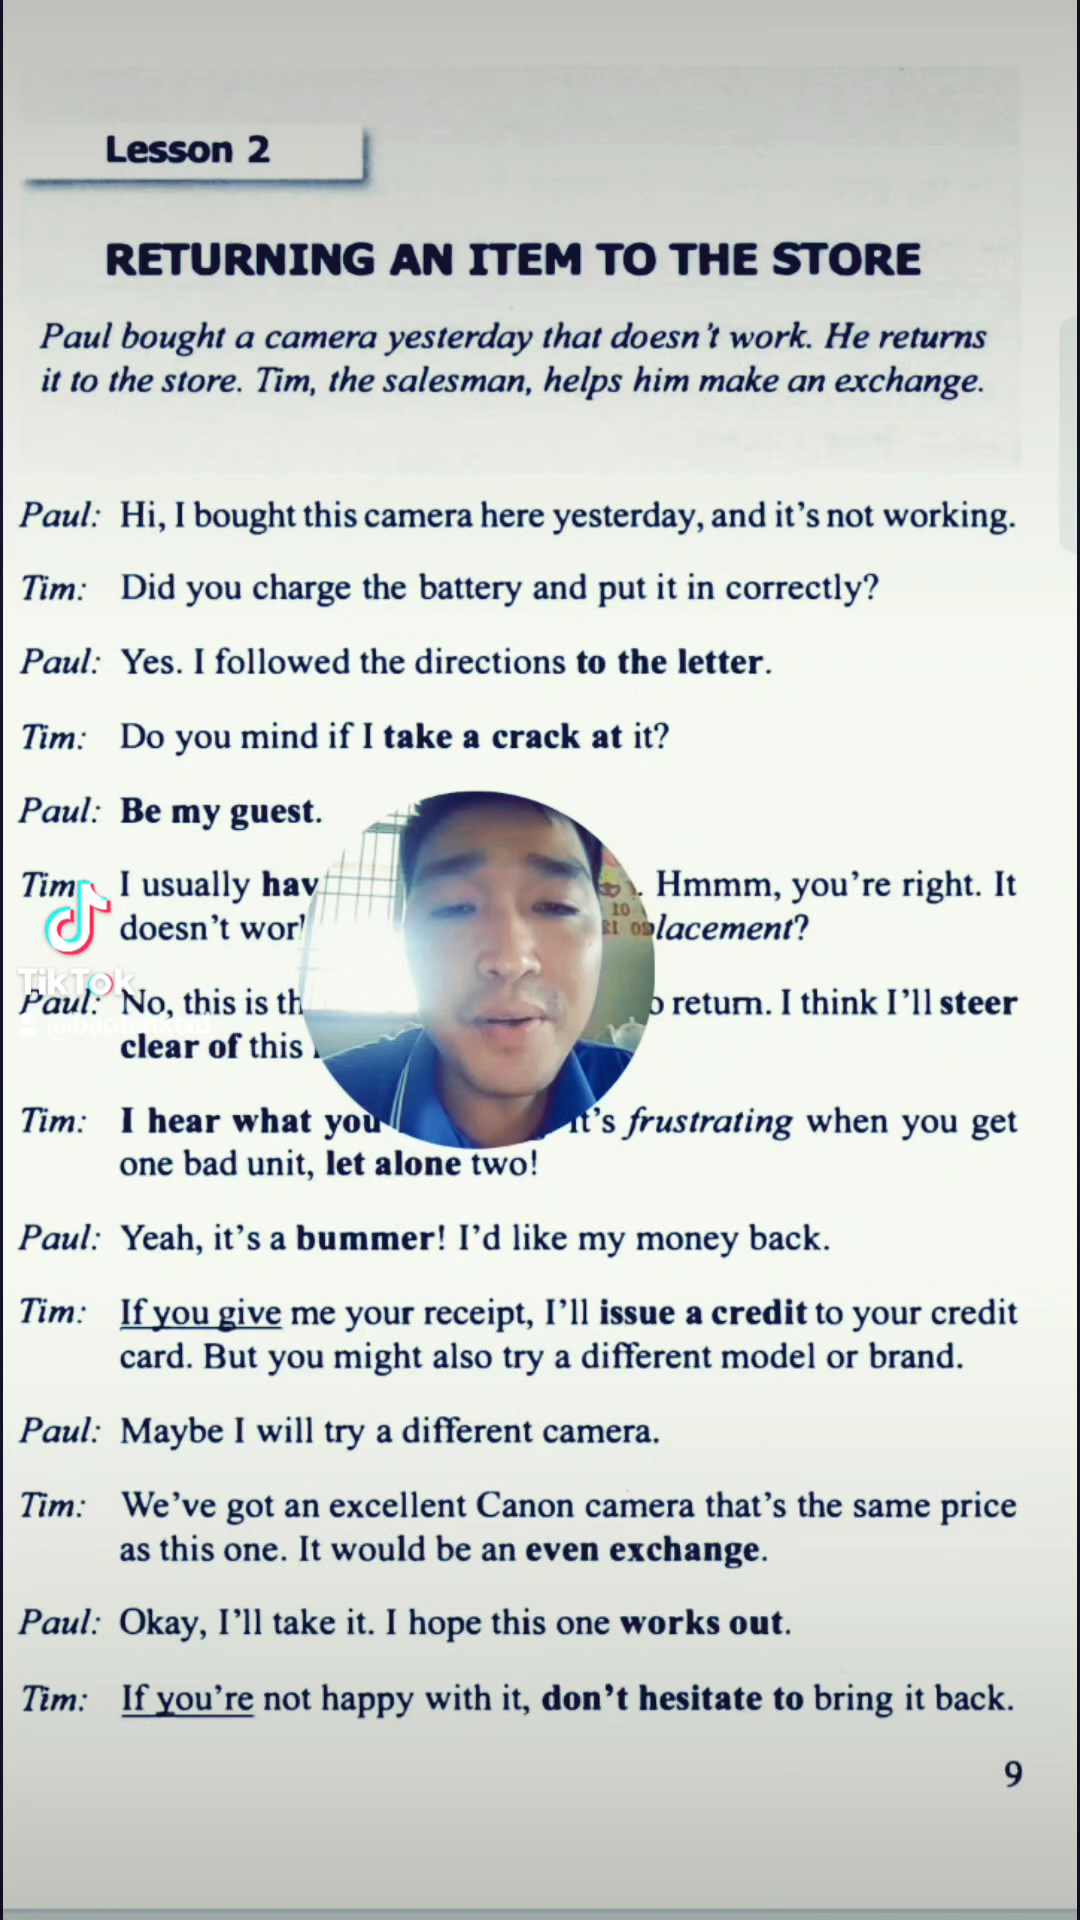 Lesson 2
RETURNING AN ITEM TO THE STORE
Paul bought a camera yesterday that doesn't work. He returns
it to the store. Tim, the salesman, helps him make an exchange.
Paul: Hi, I bought this camera here yesterday, and it's not working.
Tim: Did you charge the battery and put it in correctly?
Paul: Yes. I followed the directions to the letter.
Tim: Do you mind if I take a crack at it?
Paul: Be my guest.
Tim: I usually Hmmm, you're right. It
doesn't
Paul: No, this is return. I think I'll steer
clear of this
Tim: I hear what you it's frustrating when you get
one bad unit, let alone two!
Paul: Yeah, it's a bummer! I'd like my money back.
Tim: If you give me your receipt, I'll issue a credit to your credit
card. But you might also try a different model or brand.
Paul: Maybe I will try a different camera.
Tim: We've got an excellent Canon camera that's the same price
as this one. It would be an even exchange.
Paul: Okay, I'll take it. I hope this one works out.
Tim: If you're not happy with it, don't hesitate to bring it back.
9
TikTok